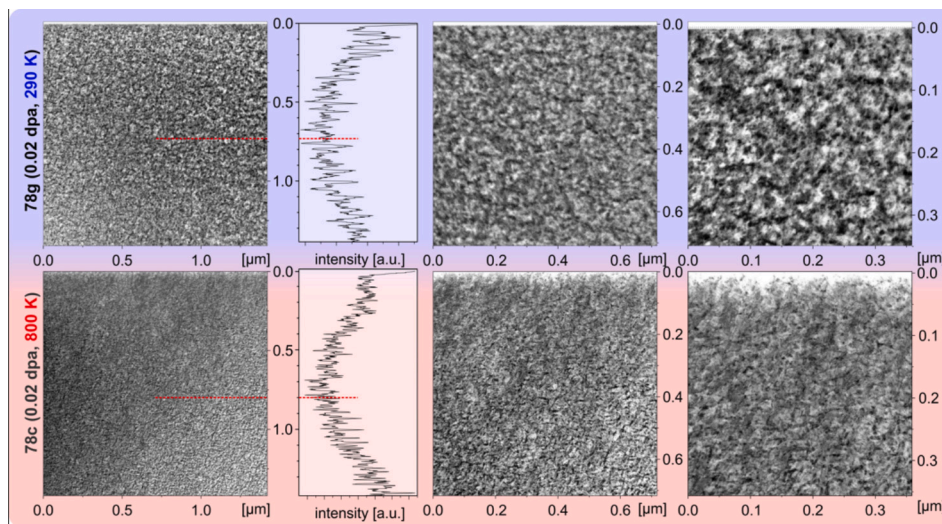 78g (0.02 dpa, 290 K)
0.0
0.5
1.0
0.0
0.2
0.4
0.6
0.0
0.1
0.2
0.3
0.0 0.5 1.0 [µm]
intensity [a.u.]
0.0 0.2 0.4 0.6 [µm]
0.0 0.1 0.2 0.3 [µm]
78c (0.02 dpa, 800 K)
0.0
0.5
1.0
0.0
0.2
0.4
0.6
0.0
0.1
0.2
0.3
0.0 0.5 1.0 [µm]
intensity [a.u.]
0.0 0.2 0.4 0.6 [µm]
0.0 0.1 0.2 0.3 [µm]